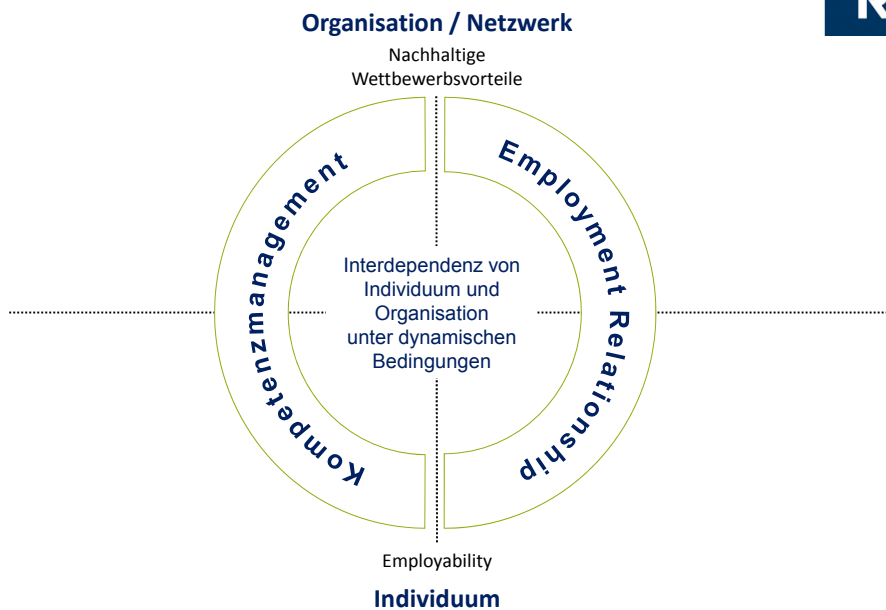 Organisation / Netzwerk
Nachhaltige
Wettbewerbsvorteile
Kompetenzmanagement
Employment Relationship
Interdependenz von
Individuum und
Organisation
unter dynamischen
Bedingungen
Employability
Individuum